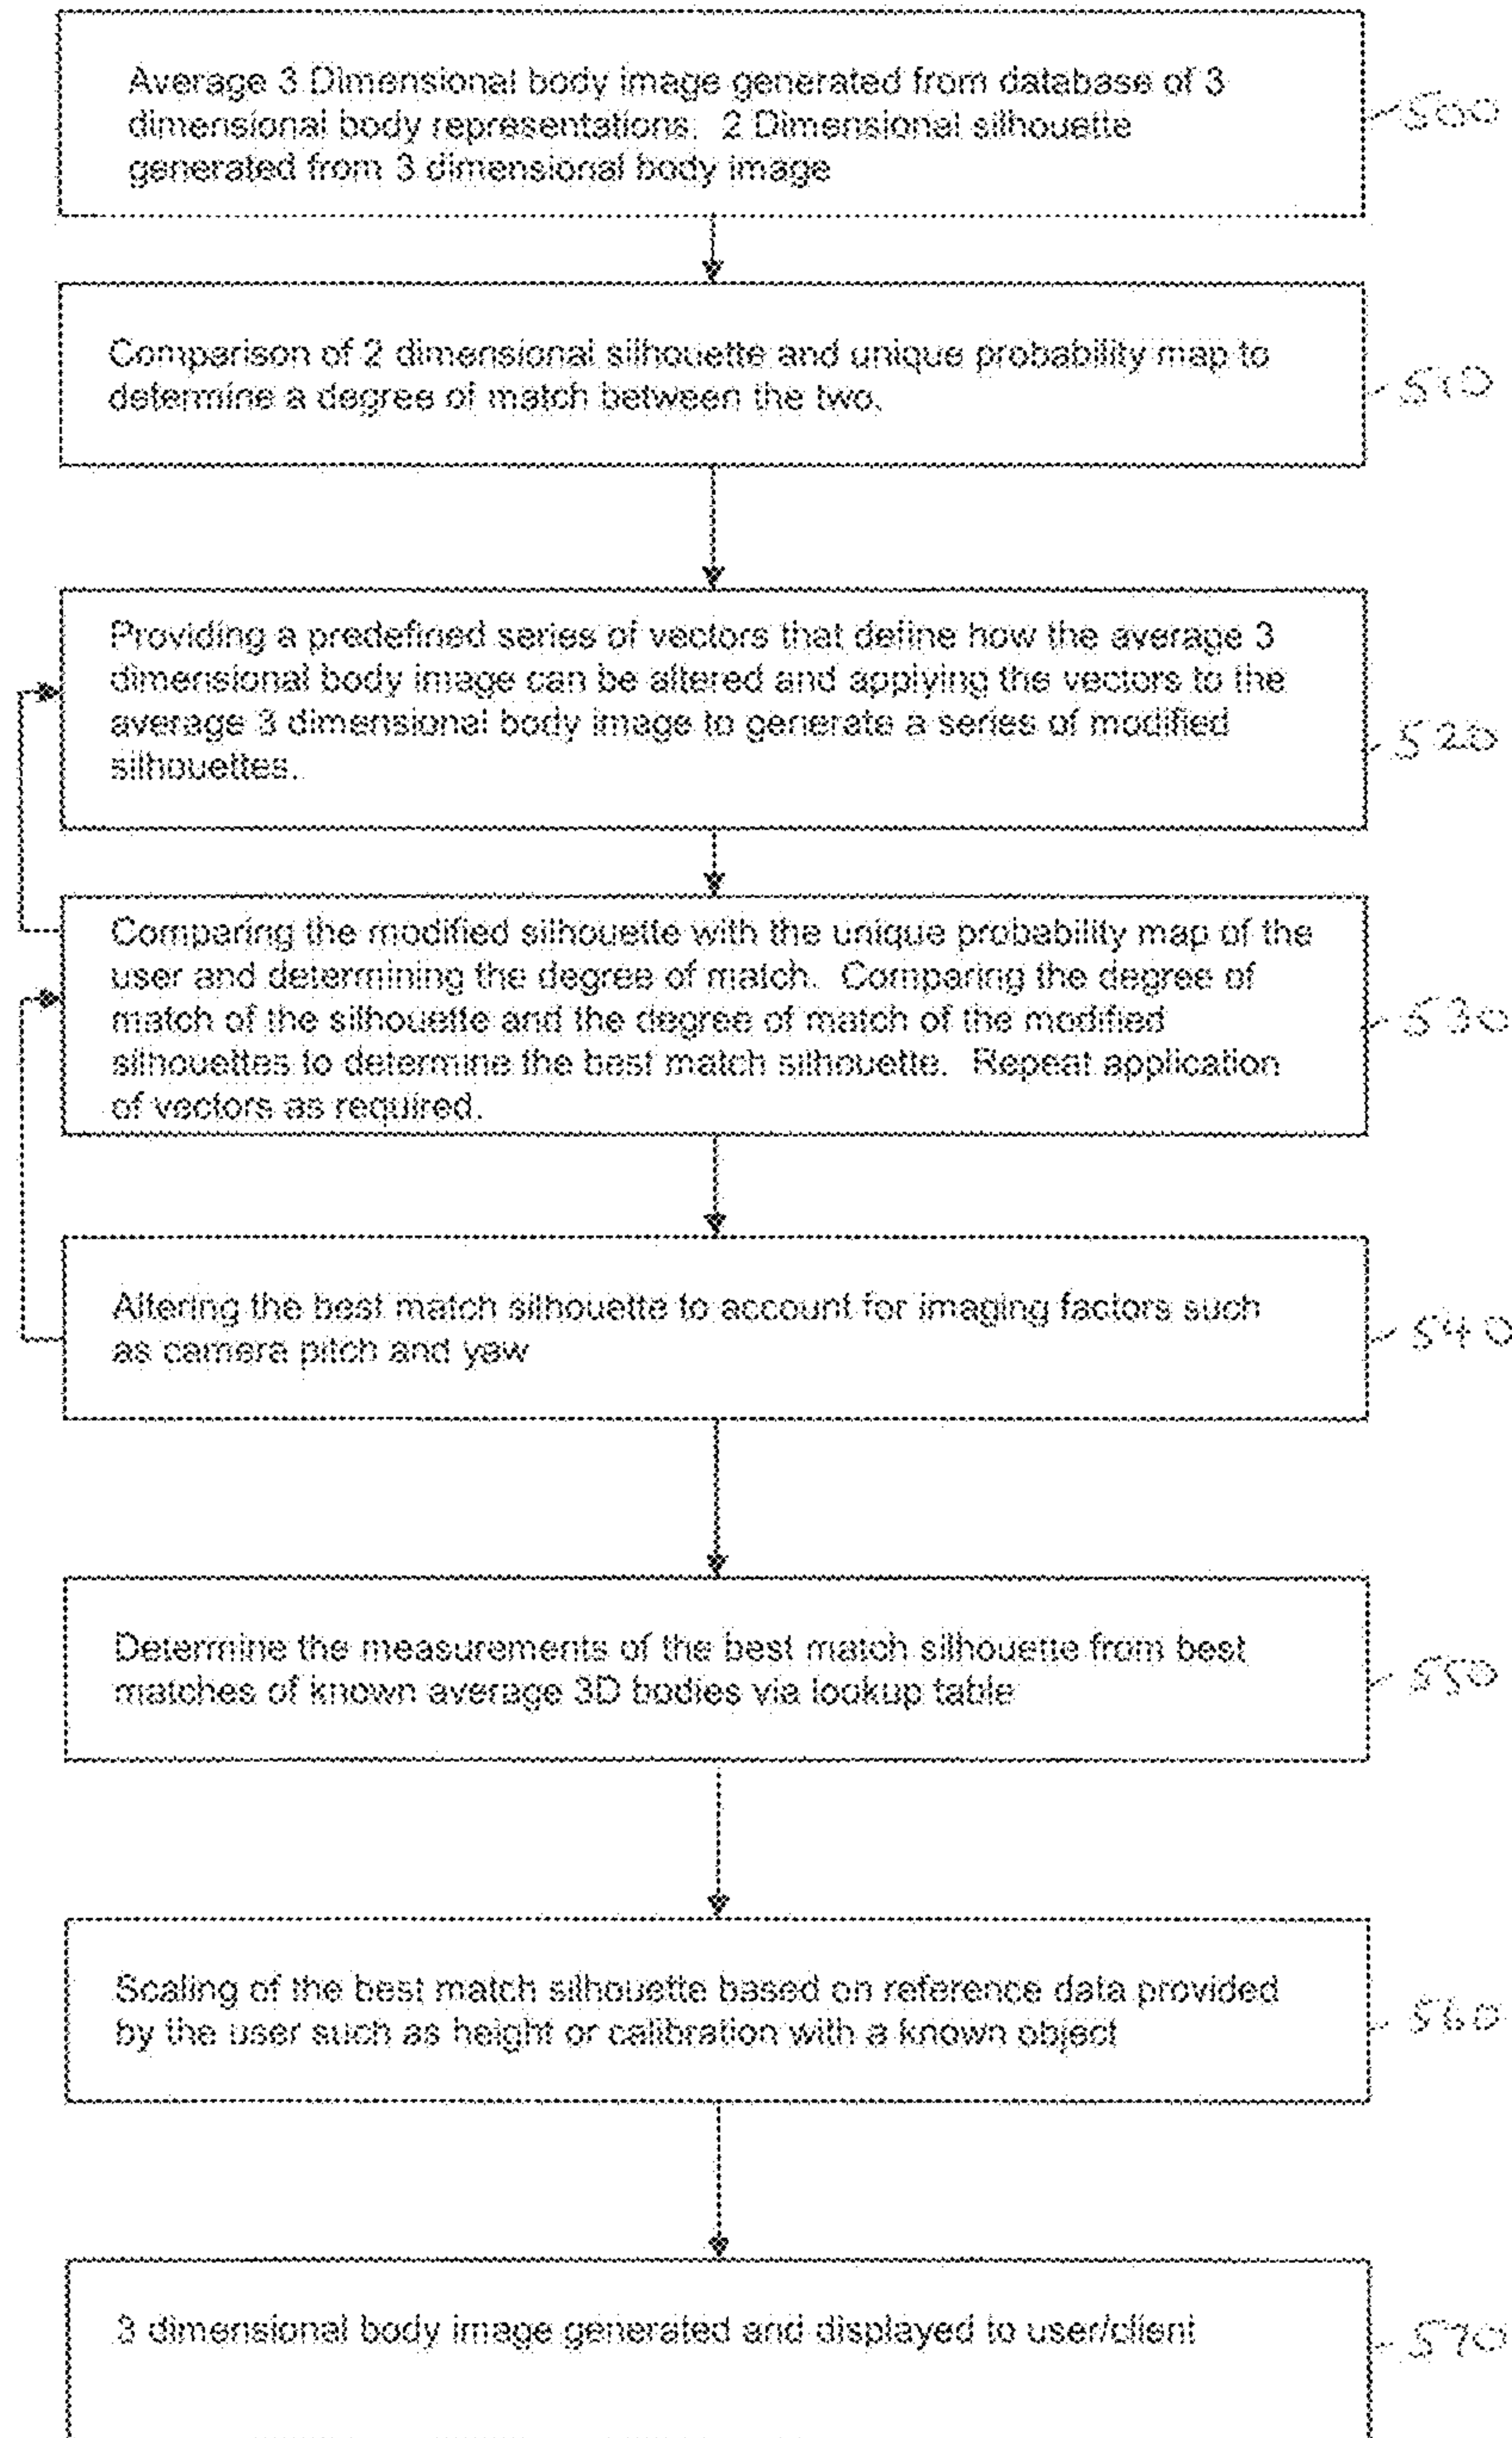 Average 3 Dimensional body image generated from database of 3
dimensional body representations. 2 Dimensional silhouette
generated from 3 dimensional body image
500
Comparison of 2 dimensional silhouette and unique probability map to
determine a degree of match between the two.
510
Providing a predefined series of vectors that define how the average 3
dimensional body image can be altered and applying the vectors to the
average 3 dimensional body image to generate a series of modified
silhouettes.
520
Comparing the modified silhouette with the unique probability map of the
user and determining the degree of match. Comparing the degree of
match of the silhouette and the degree of match of the modified
silhouettes to determine the best match silhouette. Repeat application
of vectors as required.
530
Altering the best match silhouette to account for imaging factors such
as camera pitch and yaw
540
Determine the measurements of the best match silhouette from best
matches of known average 3D bodies via lookup table
550
Scaling of the best match silhouette based on reference data provided
by the user such as height or calibration with a known object
560
3 dimensional body image generated and displayed to user/client
570